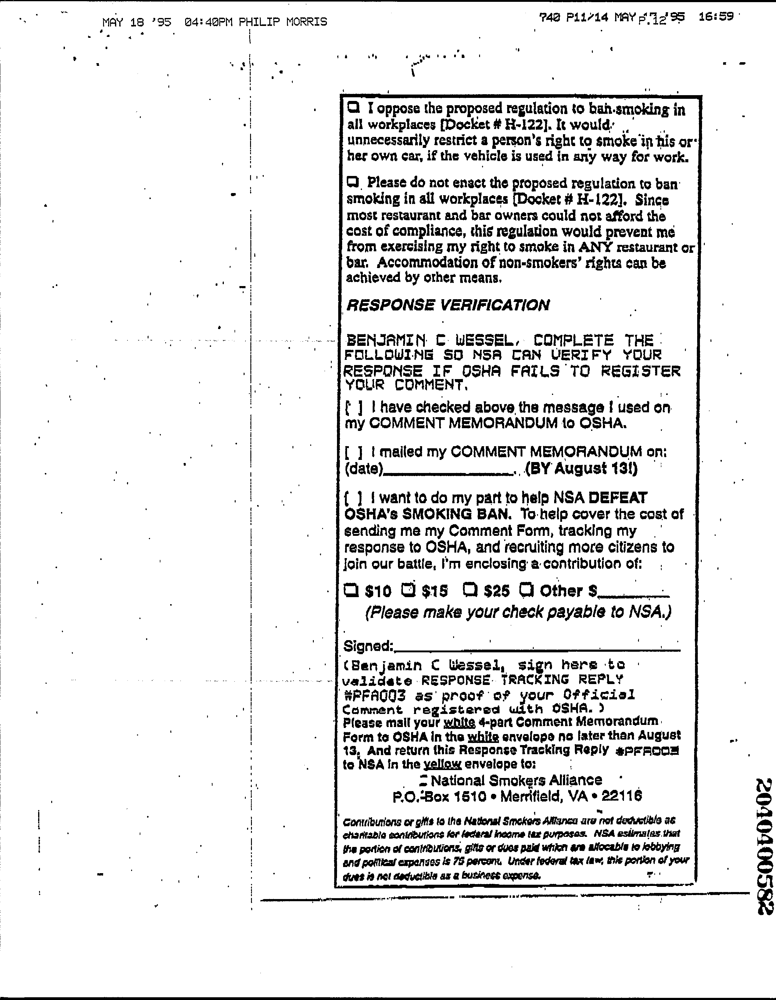 MAY 18 '95 04:40PM PHILIP MORRIS
740 P11/14 MAY 95 16:59
❑ I oppose the proposed regulation to ban smoking in
all workplaces [Docket # H-122]. It would
unnecessarily restrict a person's right to smoke in his or
her own car, if the vehicle is used in any way for work.
❑ Please do not enact the proposed regulation to ban
smoking in all workplaces [Docket # H-122]. Since
most restaurant and bar owners could not afford the
cost of compliance, this regulation would prevent me
from exercising my right to smoke in ANY restaurant or
bar. Accommodation of non-smokers' rights can be
achieved by other means.
RESPONSE VERIFICATION
BENJAMIN C WESSEL, COMPLETE THE
FOLLOWING SO NSA CAN VERIFY YOUR
RESPONSE IF OSHA FAILS TO REGISTER
YOUR COMMENT.
[ ] I have checked above the message I used on
my COMMENT MEMORANDUM to OSHA.
[ ] I mailed my COMMENT MEMORANDUM on:
(date)____________ (BY August 13!)
[ ] I want to do my part to help NSA DEFEAT
OSHA's SMOKING BAN. To help cover the cost of
sending me my Comment Form, tracking my
response to OSHA, and recruiting more citizens to
join our battle, I'm enclosing a contribution of:
❑ $10 ❑ $15 ❑ $25 ❑ Other $________
(Please make your check payable to NSA.)
Signed:____________________
(Benjamin C Wessel, sign here to
validate RESPONSE TRACKING REPLY
#PFA003 as proof of your Official
Comment registered with OSHA.)
Please mail your white 4-part Comment Memorandum
Form to OSHA in the white envelope no later than August
13. And return this Response Tracking Reply #PFA003
to NSA in the yellow envelope to:
National Smokers Alliance
P.O. Box 1510 • Merrifield, VA • 22116
Contributions or gifts to the National Smokers Alliance are not deductible as
charitable contributions for federal income tax purposes. NSA estimates that
the portion of contributions, gifts or dues paid which are allocable to lobbying
and political expenses is 75 percent. Under federal tax law, this portion of your
dues is not deductible as a business expense.
2040400582